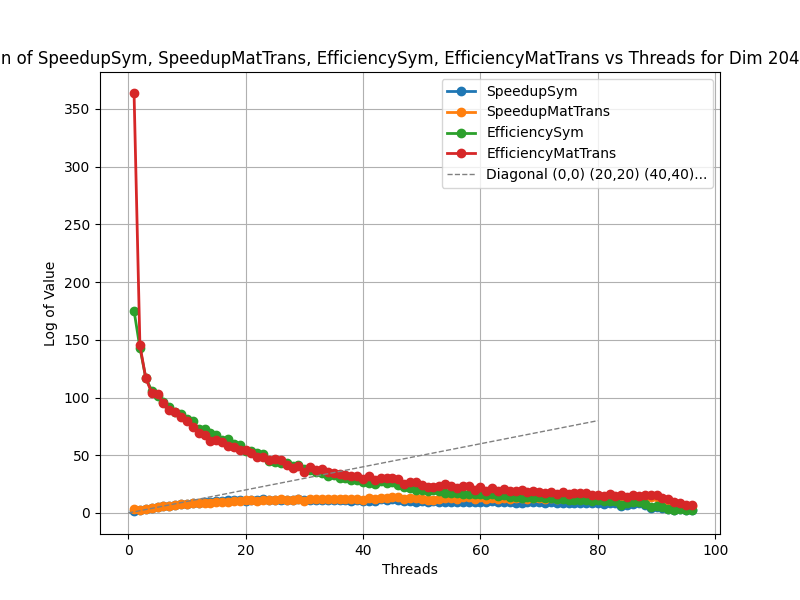 n of SpeedupSym, SpeedupMatTrans, EfficiencySym, EfficiencyMatTrans vs Threads for Dim 204
SpeedupSym
SpeedupMatTrans
EfficiencySym
EfficiencyMatTrans
Diagonal (0,0) (20,20) (40,40)...
Log of Value
350
300
250
200
150
100
50
0
0 20 40 60 80 100
Threads